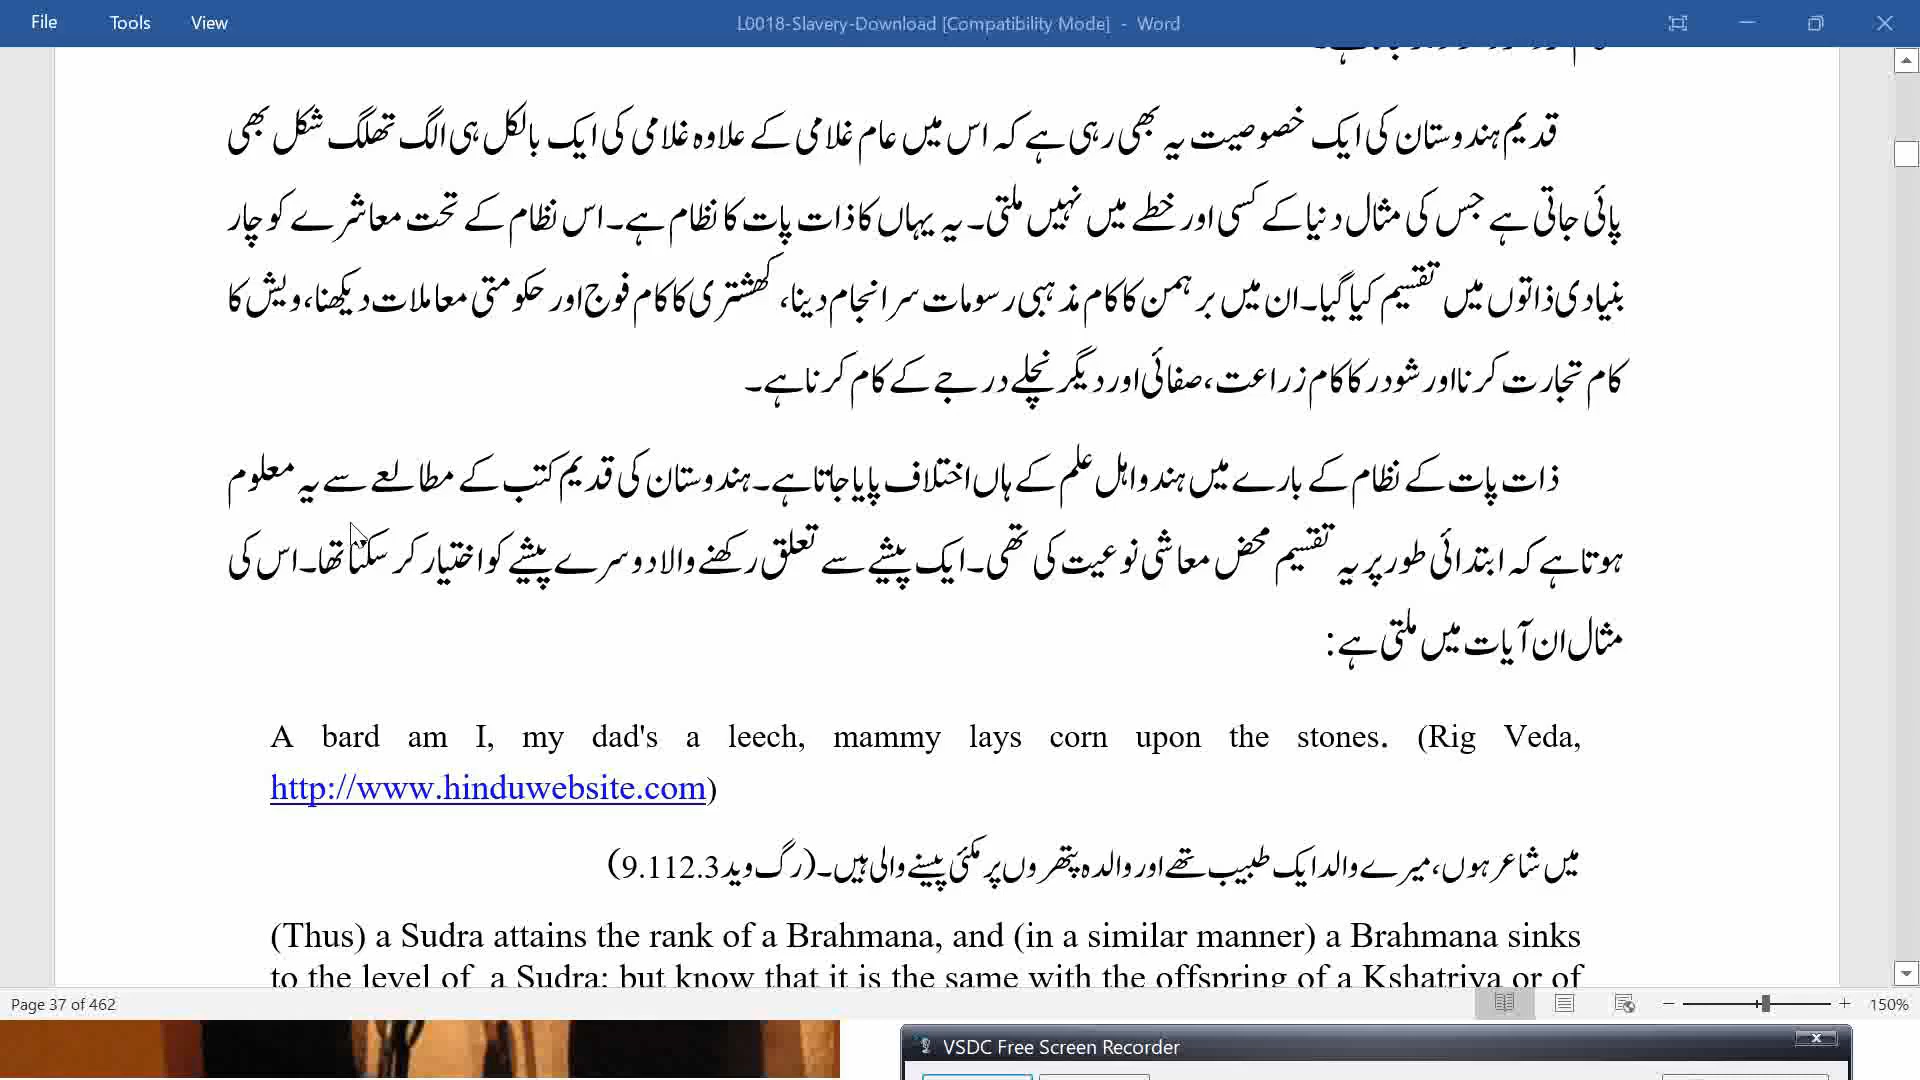 File Tools View L0018-Slavery-Download [Compatibility Mode] - Word
قدیم ہندوستان کی ایک خصوصیت یہ بھی رہی ہے کہ اس میں عام غلامی کے علاوہ غلامی کی ایک بالکل ہی الگ تھلگ شکل بھی
پائی جاتی ہے جس کی مثال دنیا کے کسی اور خطے میں نہیں ملتی۔ یہ یہاں کا ذات پات کا نظام ہے۔ اس نظام کے تحت معاشرے کو چار
بنیادی ذاتوں میں تقسیم کیا گیا۔ ان میں برہمن کا کام مذہبی رسومات سرانجام دینا، کھشتری کا کام فوج اور حکومتی معاملات دیکھنا، ویش کا
کام تجارت کرنا اور شودر کا کام زراعت، صفائی اور دیگر نچلے درجے کے کام کرنا ہے۔
ذات پات کے نظام کے بارے میں ہندو اہل علم کے ہاں اختلاف پایا جاتا ہے۔ ہندوستان کی قدیم کتب کے مطالعے سے یہ معلوم
ہوتا ہے کہ ابتدائی طور پر یہ تقسیم محض معاشی نوعیت کی تھی۔ ایک پیشے سے تعلق رکھنے والا دوسرے پیشے کو اختیار کر سکتا تھا۔ اس کی
مثال ان آیات میں ملتی ہے:
A bard am I, my dad's a leech, mammy lays corn upon the stones. (Rig Veda,
http://www.hinduwebsite.com)
میں شاعر ہوں، میرے والد ایک طبیب تھے اور والدہ پتھروں پر مکئی پیسنے والی ہیں۔ (رگ وید 9.112.3)
(Thus) a Sudra attains the rank of a Brahmana, and (in a similar manner) a Brahmana sinks
to the level of a Sudra; but know that it is the same with the offspring of a Kshatriya or of
Page 37 of 462 150%
VSDC Free Screen Recorder